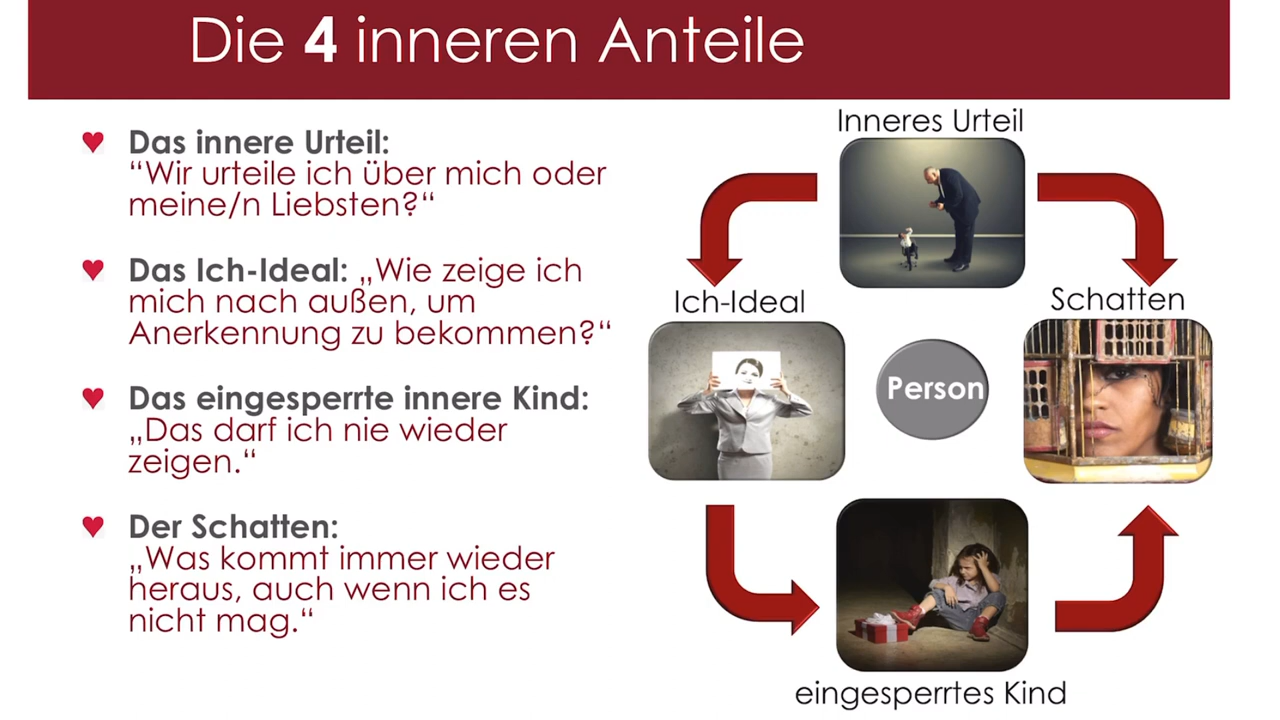 Die 4 inneren Anteile
♥ Das innere Urteil:
“Wir urteile ich über mich oder
meine/n Liebsten?“
♥ Das Ich-Ideal: „Wie zeige ich
mich nach außen, um
Anerkennung zu bekommen?“
♥ Das eingesperrte innere Kind:
„Das darf ich nie wieder
zeigen.“
♥ Der Schatten:
„Was kommt immer wieder
heraus, auch wenn ich es
nicht mag.“
Inneres Urteil
Ich-Ideal
Schatten
Person
eingesperrtes Kind